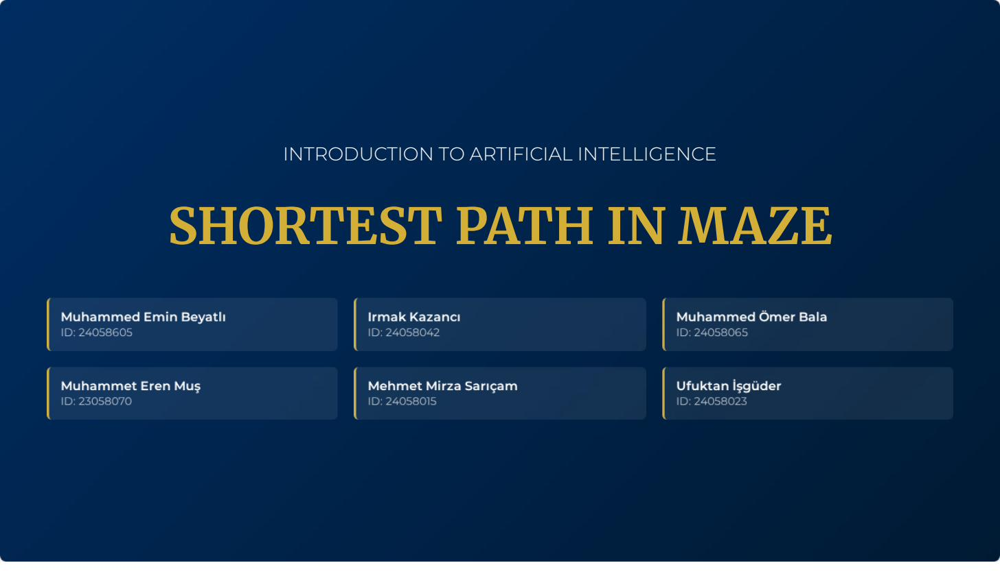 INTRODUCTION TO ARTIFICIAL INTELLIGENCE
SHORTEST PATH IN MAZE
Muhammed Emin Beyatlı
ID: 24058605
Irmak Kazancı
ID: 24058042
Muhammed Ömer Bala
ID: 24058065
Muhammet Eren Muş
ID: 23058070
Mehmet Mirza Sarıçam
ID: 24058015
Ufuktan İşgüder
ID: 24058023